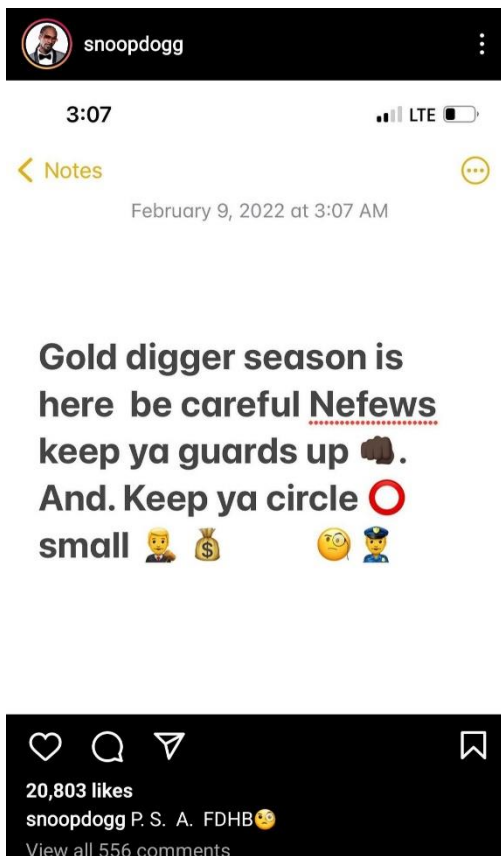 snoopdogg
3:07 LTE
Notes
February 9, 2022 at 3:07 AM
Gold digger season is
here be careful Nefews
keep ya guards up 👊🏿.
And. Keep ya circle ⭕
small 👨‍⚖️ 💰 🧐 👮
20,803 likes
snoopdogg P. S. A. FDHB🧐
View all 556 comments